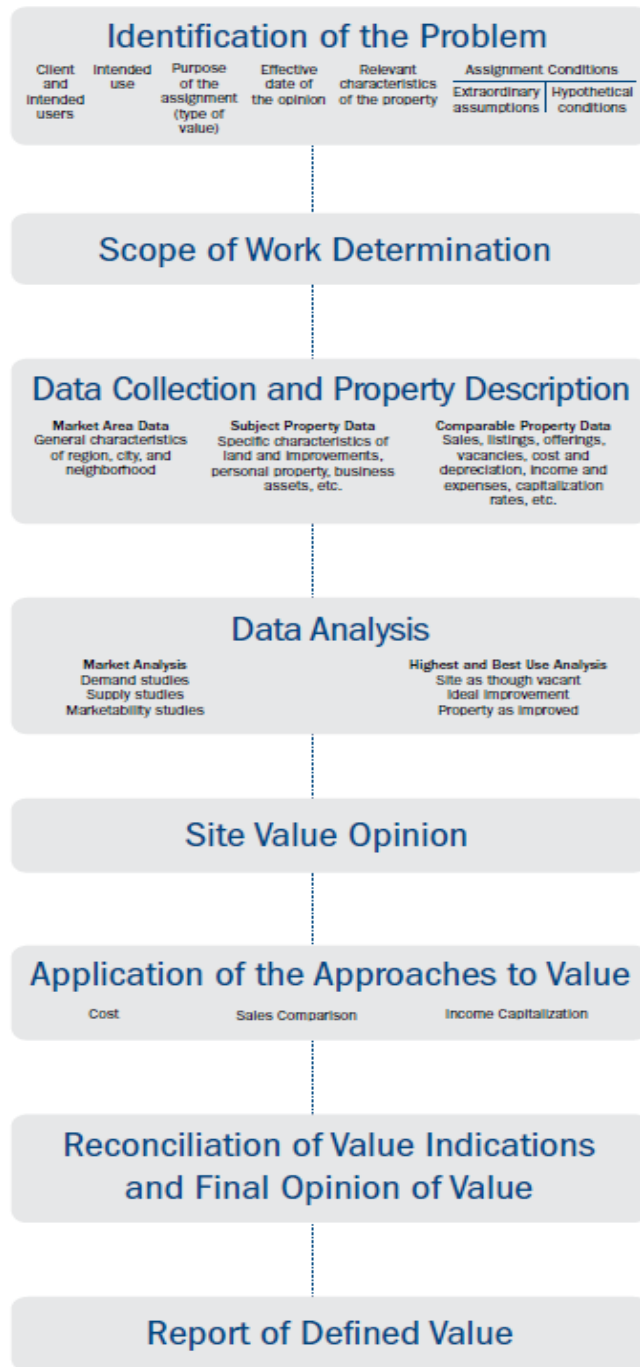 Identification of the Problem
Client and intended users
Intended use
Purpose of the assignment (type of value)
Effective date of the opinion
Relevant characteristics of the property
Assignment Conditions
Extraordinary assumptions
Hypothetical conditions
Scope of Work Determination
Data Collection and Property Description
Market Area Data
General characteristics
of region, city, and
neighborhood
Subject Property Data
Specific characteristics of
land and improvements,
personal property, business
assets, etc.
Comparable Property Data
Sales, listings, offerings,
vacancies, cost and
depreciation, income and
expenses, capitalization
rates, etc.
Data Analysis
Market Analysis
Demand studies
Supply studies
Marketability studies
Highest and Best Use Analysis
Site as though vacant
Ideal improvement
Property as improved
Site Value Opinion
Application of the Approaches to Value
Cost
Sales Comparison
Income Capitalization
Reconciliation of Value Indications
and Final Opinion of Value
Report of Defined Value